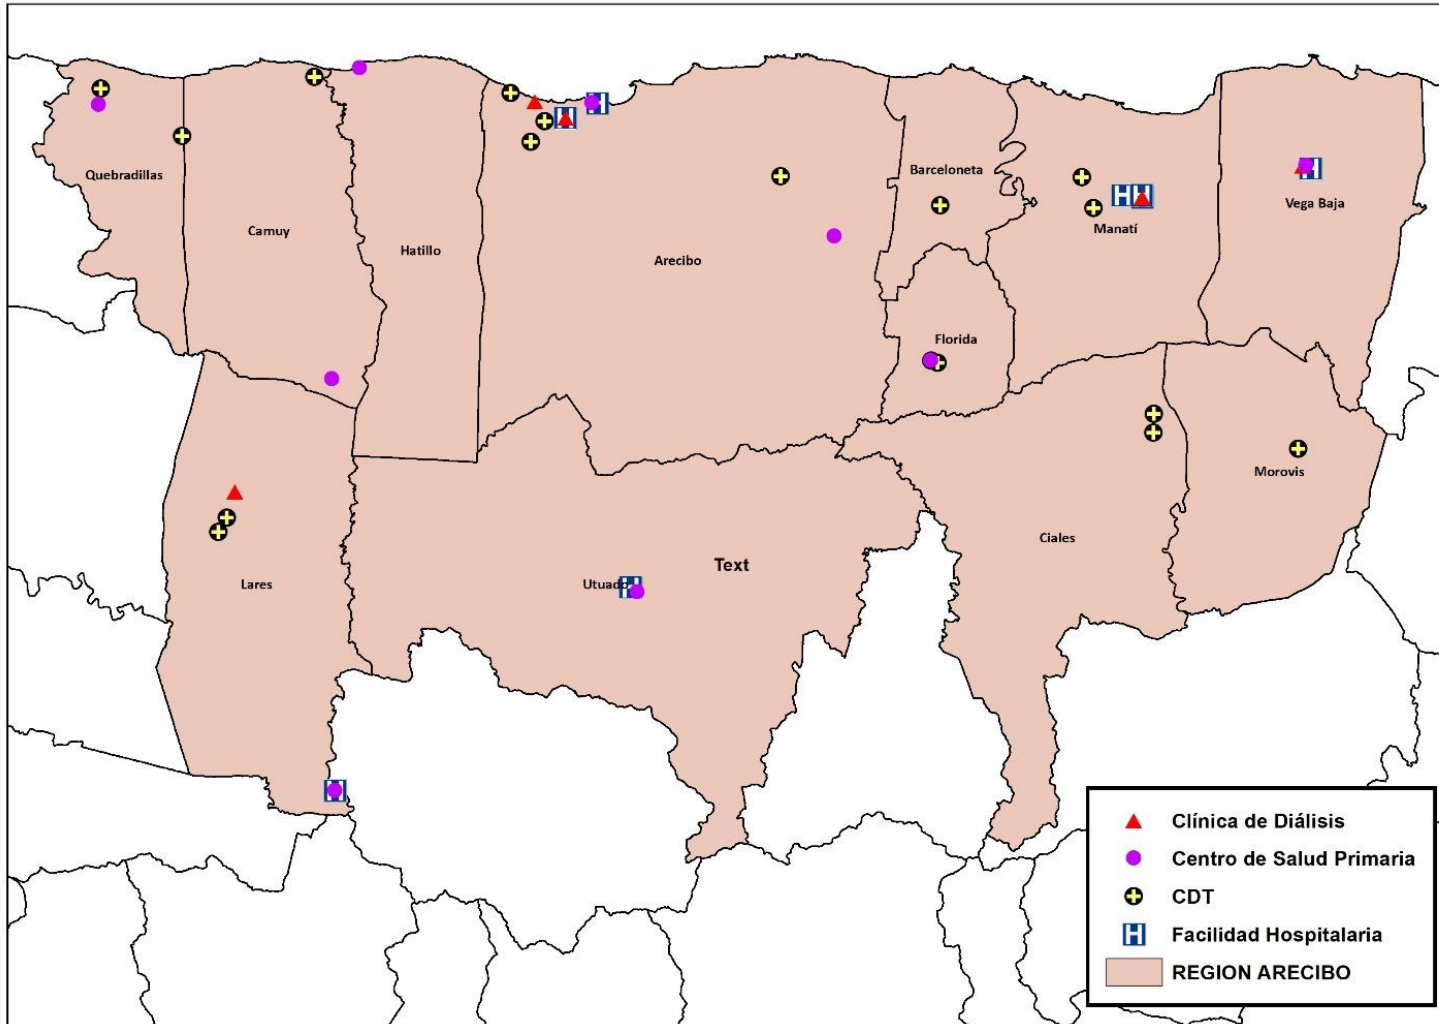 Quebradillas
Camuy
Hatillo
Arecibo
Barceloneta
Florida
Manatí
Vega Baja
Lares
Utuado
Text
Ciales
Morovis
Clínica de Diálisis
Centro de Salud Primaria
CDT
H Facilidad Hospitalaria
REGION ARECIBO